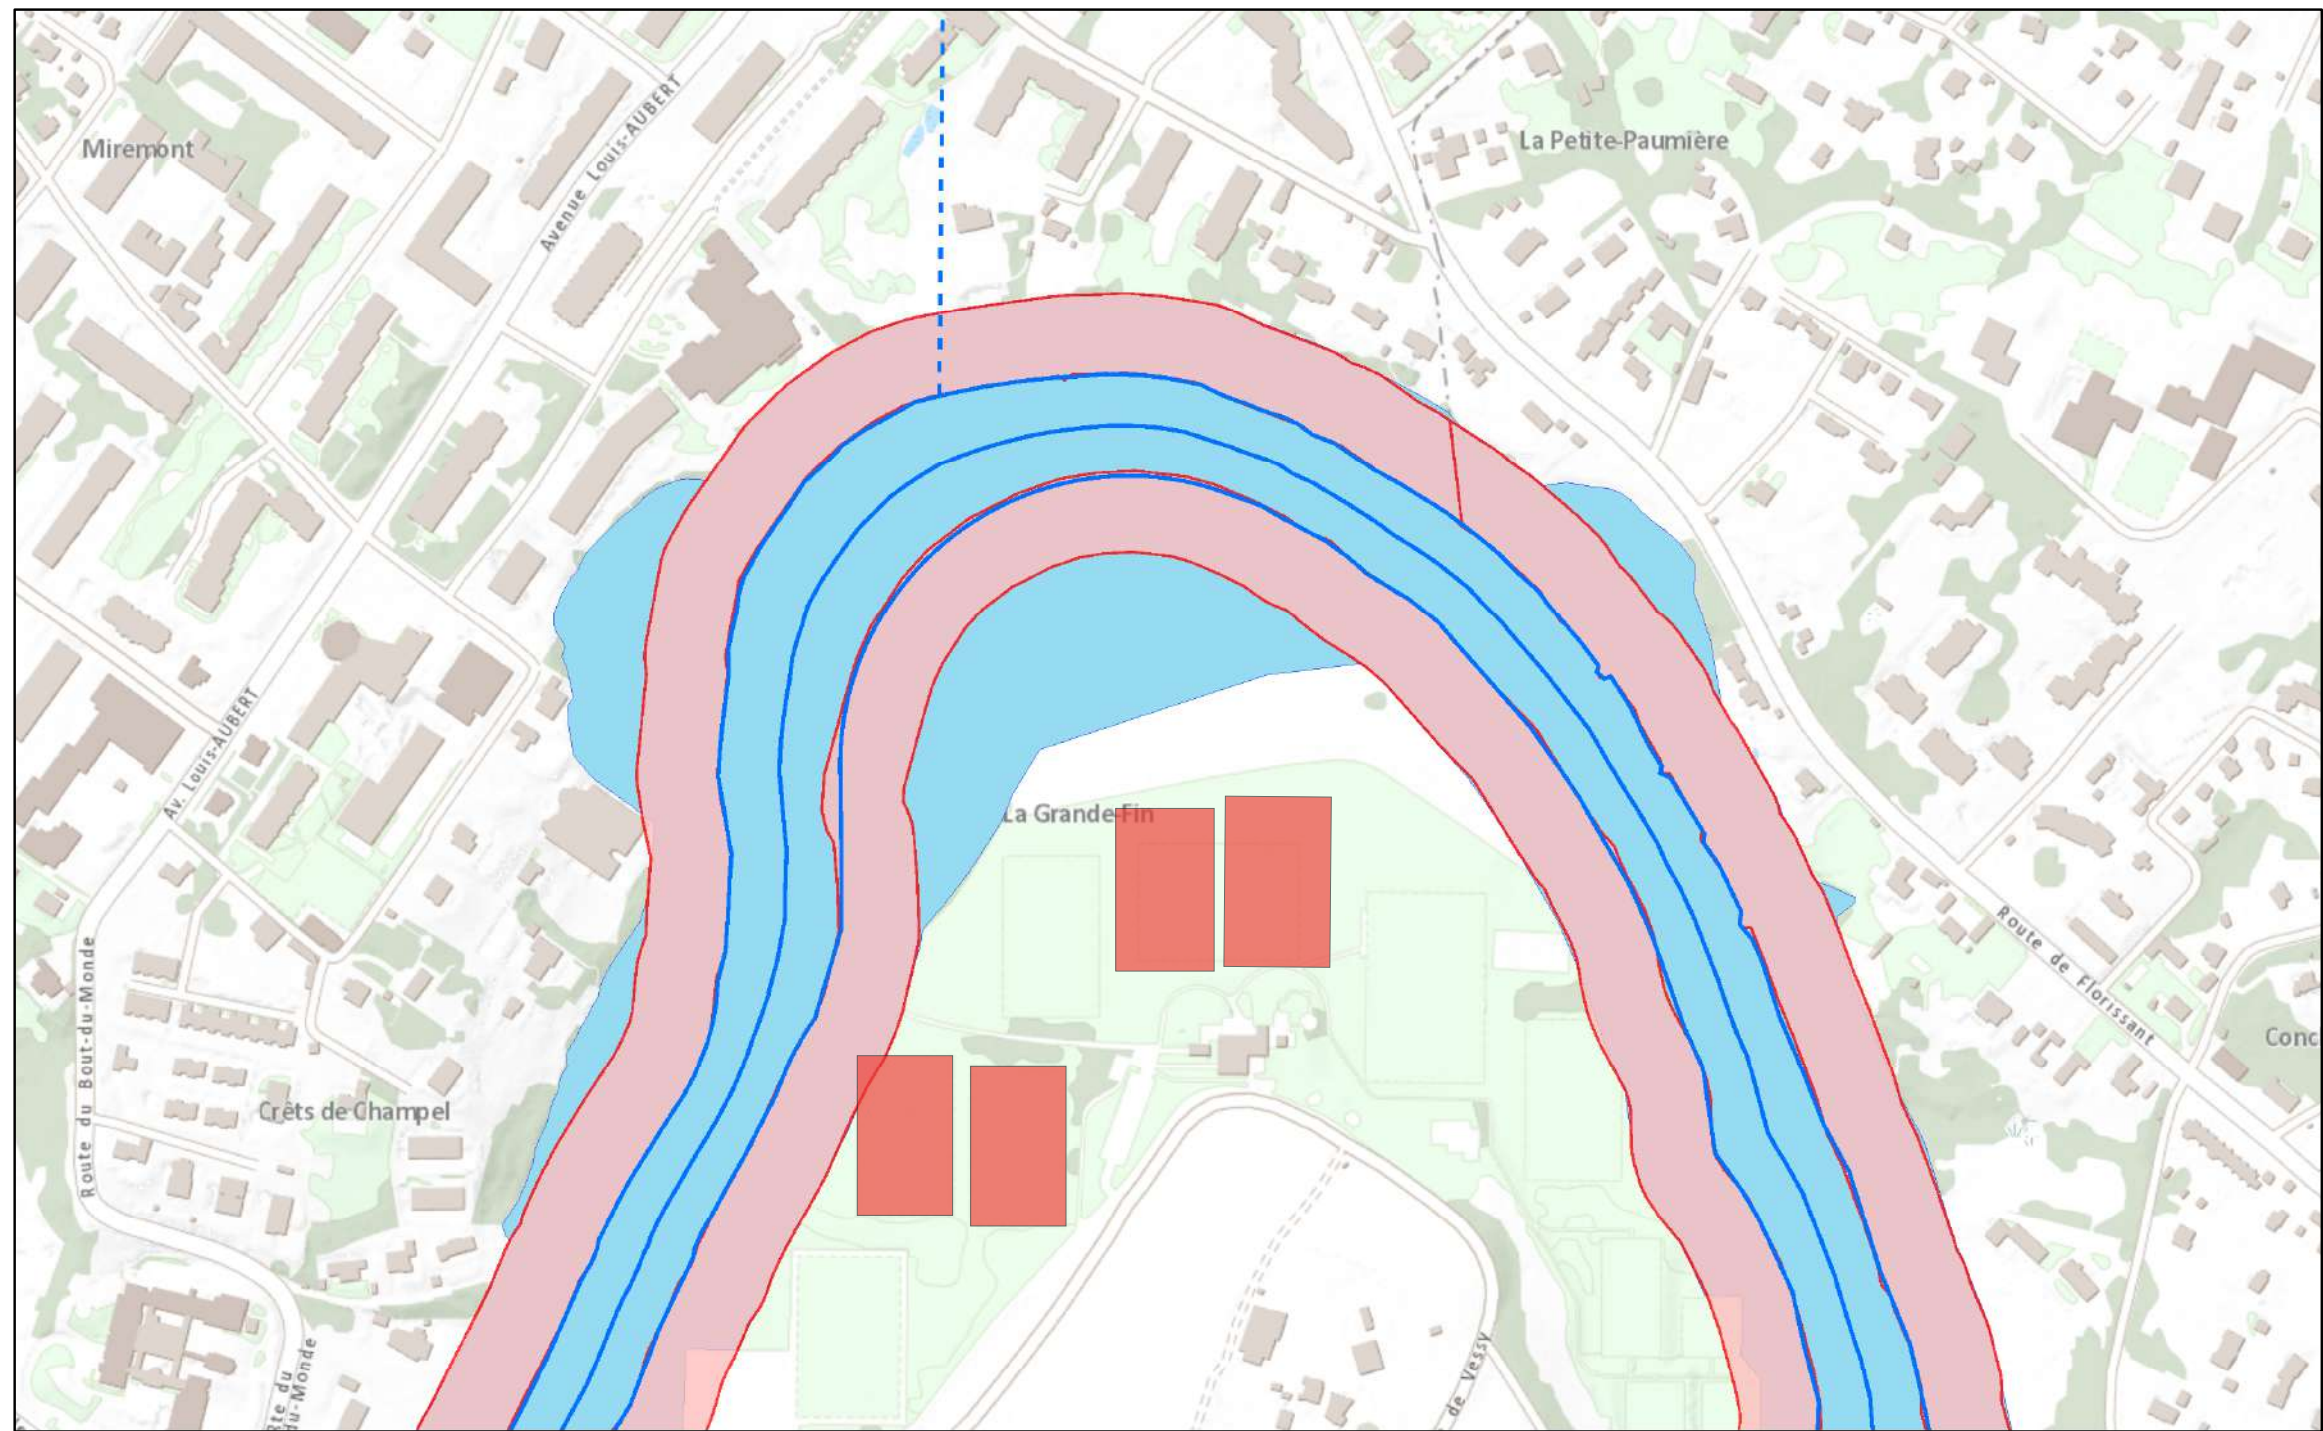 Miremont
Avenue Louis-AUBERT
La Petite-Paumière
Av. Louis-AUBERT
La Grande-Fin
Route du Bout-du-Monde
Crêts de Champel
Route de Florissant
Conc
Rte du
du-Monde
de Vessy